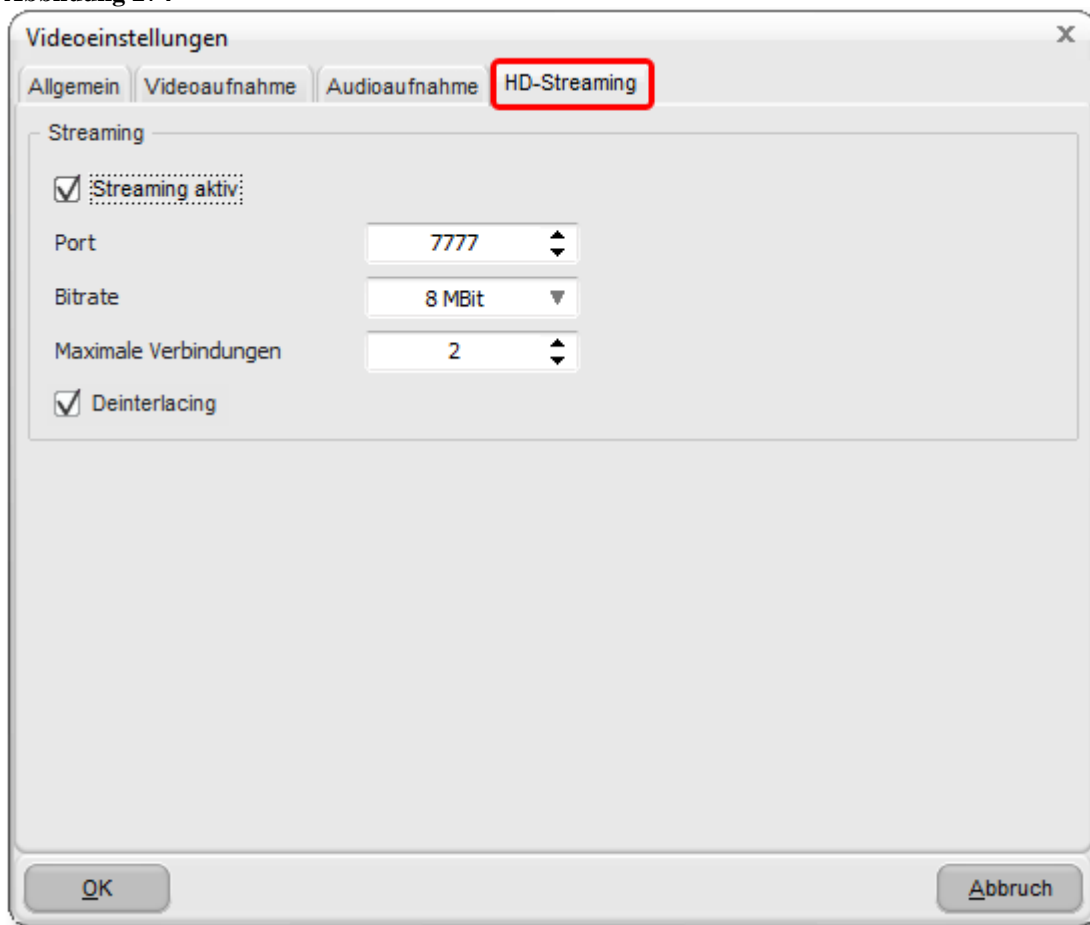 Videoeinstellungen x
Allgemein Videoaufnahme Audioaufnahme HD-Streaming
Streaming
Streaming aktiv
Port 7777
Bitrate 8 MBit
Maximale Verbindungen 2
Deinterlacing
OK Abbruch